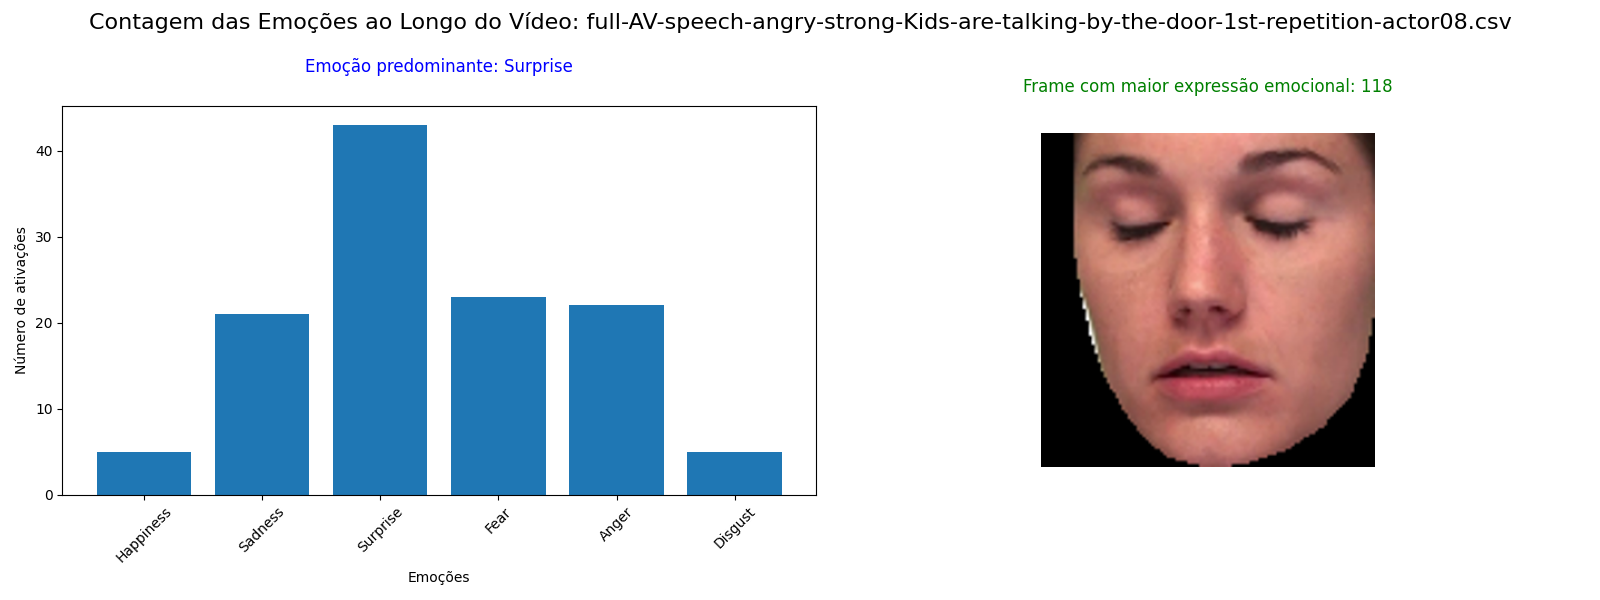 Contagem das Emoções ao Longo do Vídeo: full-AV-speech-angry-strong-Kids-are-talking-by-the-door-1st-repetition-actor08.csv
Emoção predominante: Surprise
Número de ativações
40
30
20
10
0
Happiness
Sadness
Surprise
Fear
Anger
Disgust
Emoções
Frame com maior expressão emocional: 118